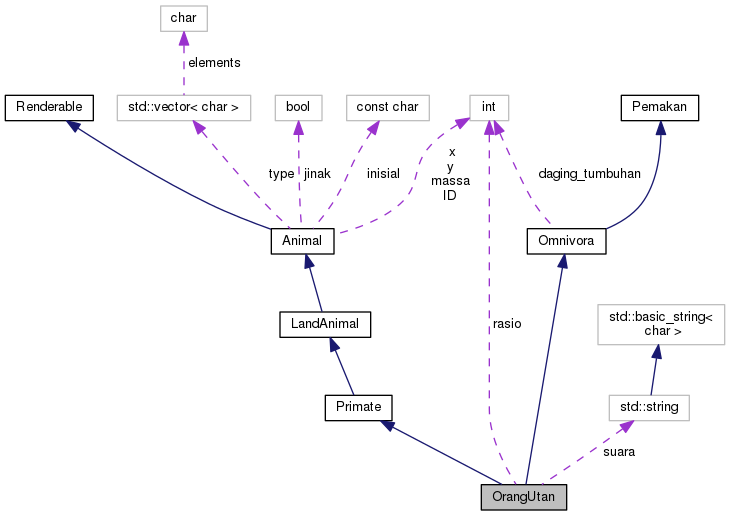 char
elements
Renderable
std::vector< char >
bool
const char
int
Pemakan
type
jinak
inisial
x
y
massa
ID
daging_tumbuhan
Animal
Omnivora
LandAnimal
rasio
std::basic_string<
char >
Primate
std::string
suara
OrangUtan